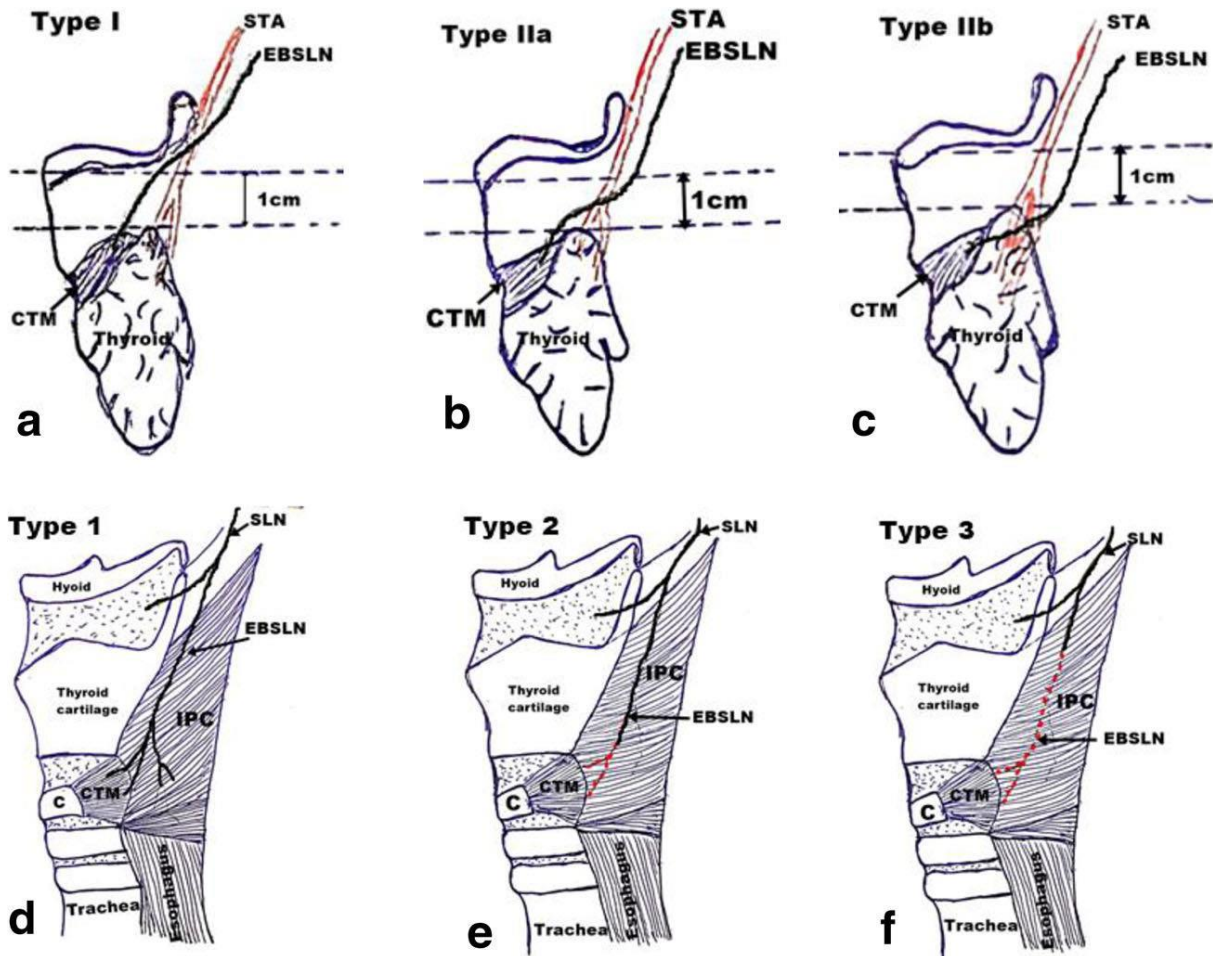 Type I
STA
EBSLN
1cm
CTM
Thyroid
a
Type IIa
STA
EBSLN
1cm
CTM
Thyroid
b
Type IIb
STA
EBSLN
1cm
CTM
Thyroid
c
Type 1
SLN
Hyoid
EBSLN
Thyroid
cartilage
IPC
CTM
C
Trachea
Esophagus
d
Type 2
SLN
Hyoid
IPC
Thyroid
cartilage
EBSLN
CTM
C
Trachea
Esophagus
e
Type 3
SLN
Hyoid
Thyroid
cartilage
IPC
EBSLN
CTM
C
Trachea
Esophagus
f